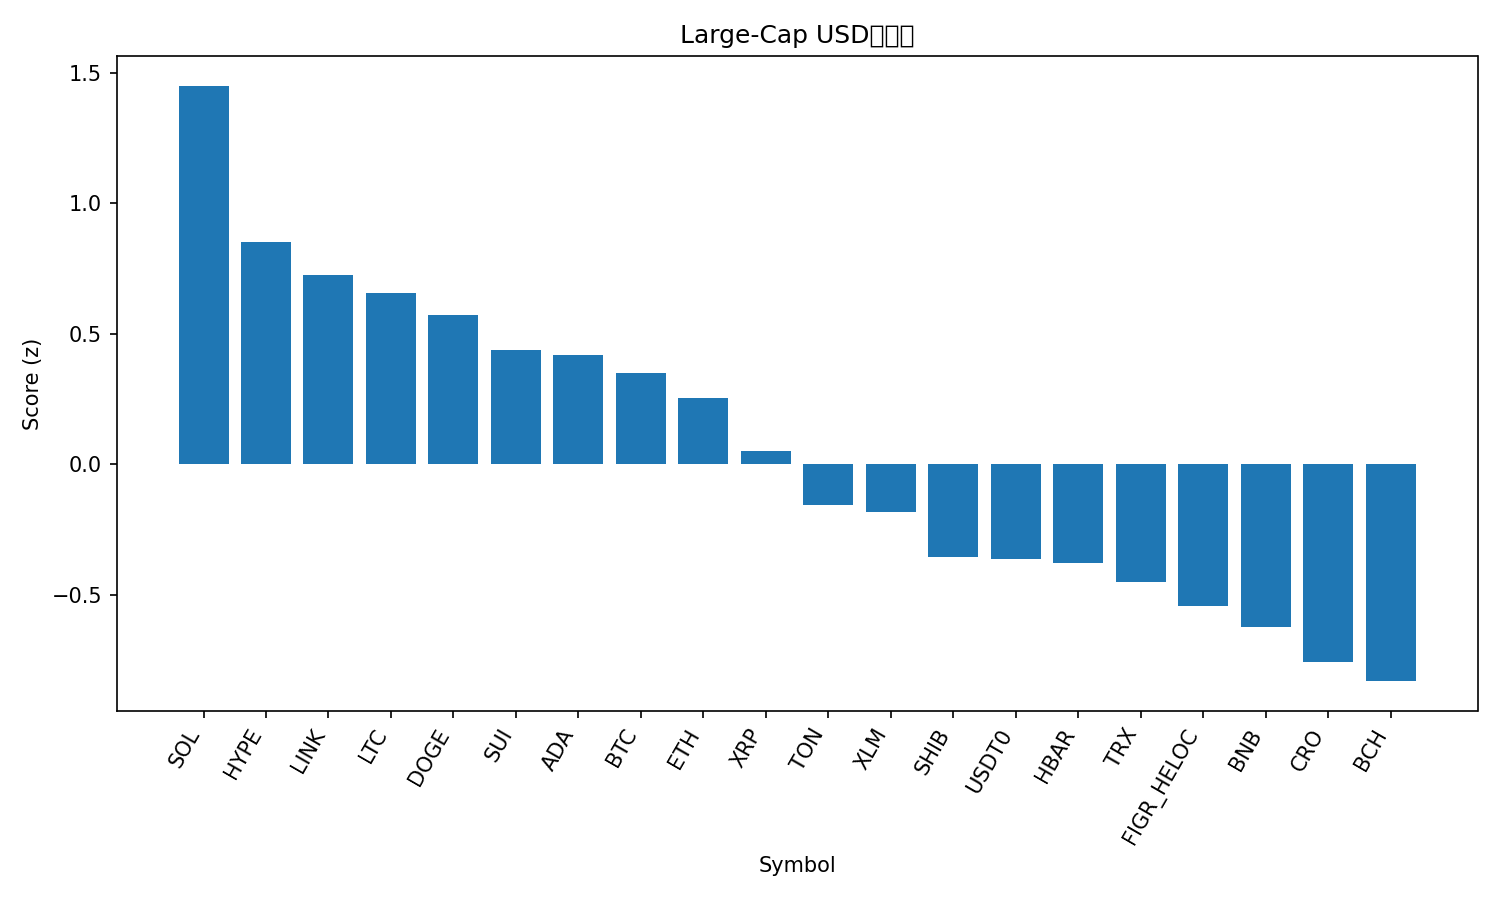 Large-Cap USD
1.5
1.0
0.5
0.0
−0.5
Score (z)
SOL
HYPE
LINK
LTC
DOGE
SUI
ADA
BTC
ETH
XRP
TON
XLM
SHIB
USDT0
HBAR
TRX
FIGR_HELOC
BNB
CRO
BCH
Symbol